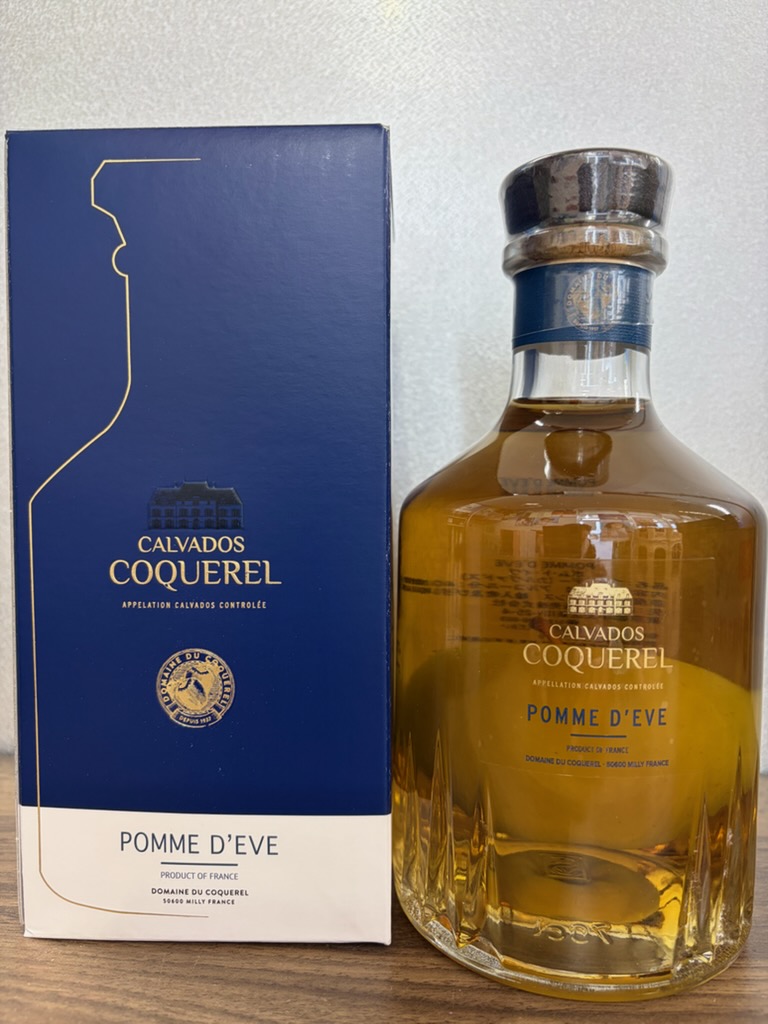 CALVADOS
COQUEREL
APPELATION CALVADOS CONTROLÉE
DOMAINE DU COQUEREL
DEPUIS 1937
POMME D'EVE
PRODUCT OF FRANCE
DOMAINE DU COQUEREL
50600 MILLY FRANCE
CALVADOS
COQUEREL
APPELLATION CALVADOS CONTROLÉE
POMME D'EVE
PRODUCT OF FRANCE
DOMAINE DU COQUEREL - 50600 MILLY FRANCE